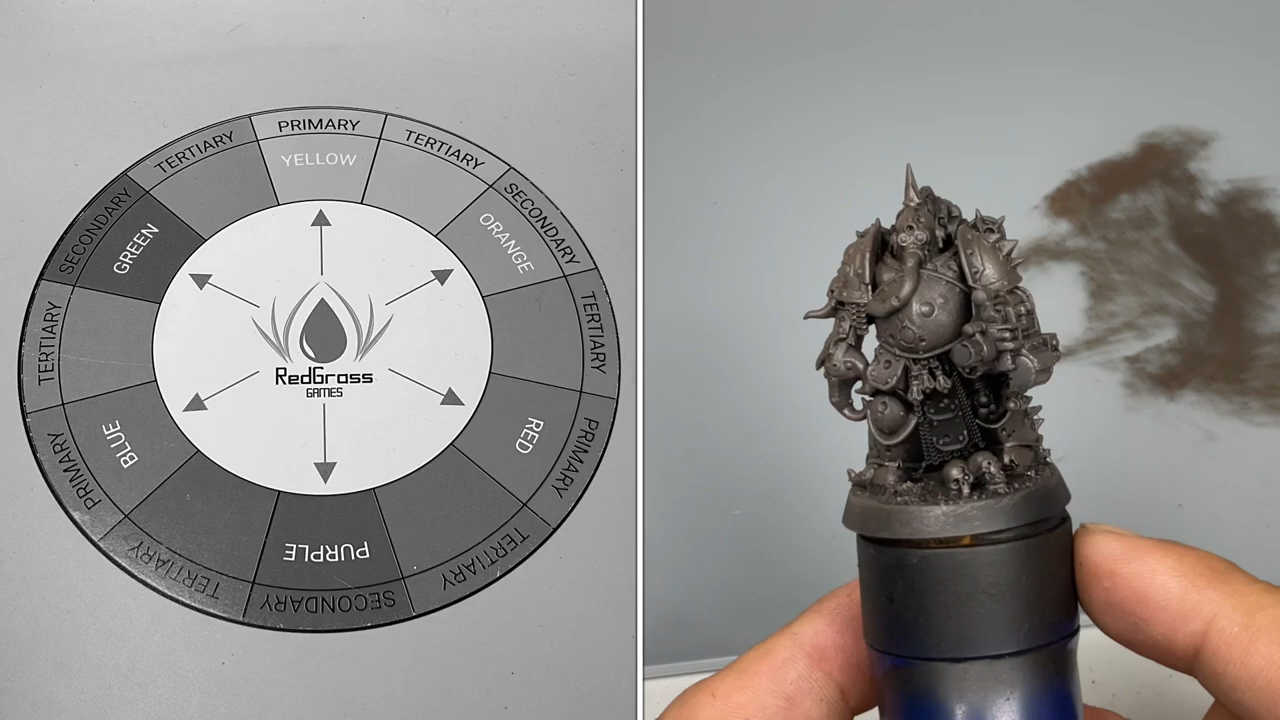 PRIMARY
YELLOW
TERTIARY
SECONDARY
ORANGE
TERTIARY
PRIMARY
RED
TERTIARY
SECONDARY
PURPLE
TERTIARY
PRIMARY
BLUE
TERTIARY
SECONDARY
GREEN
TERTIARY
RedGrass
GAMES